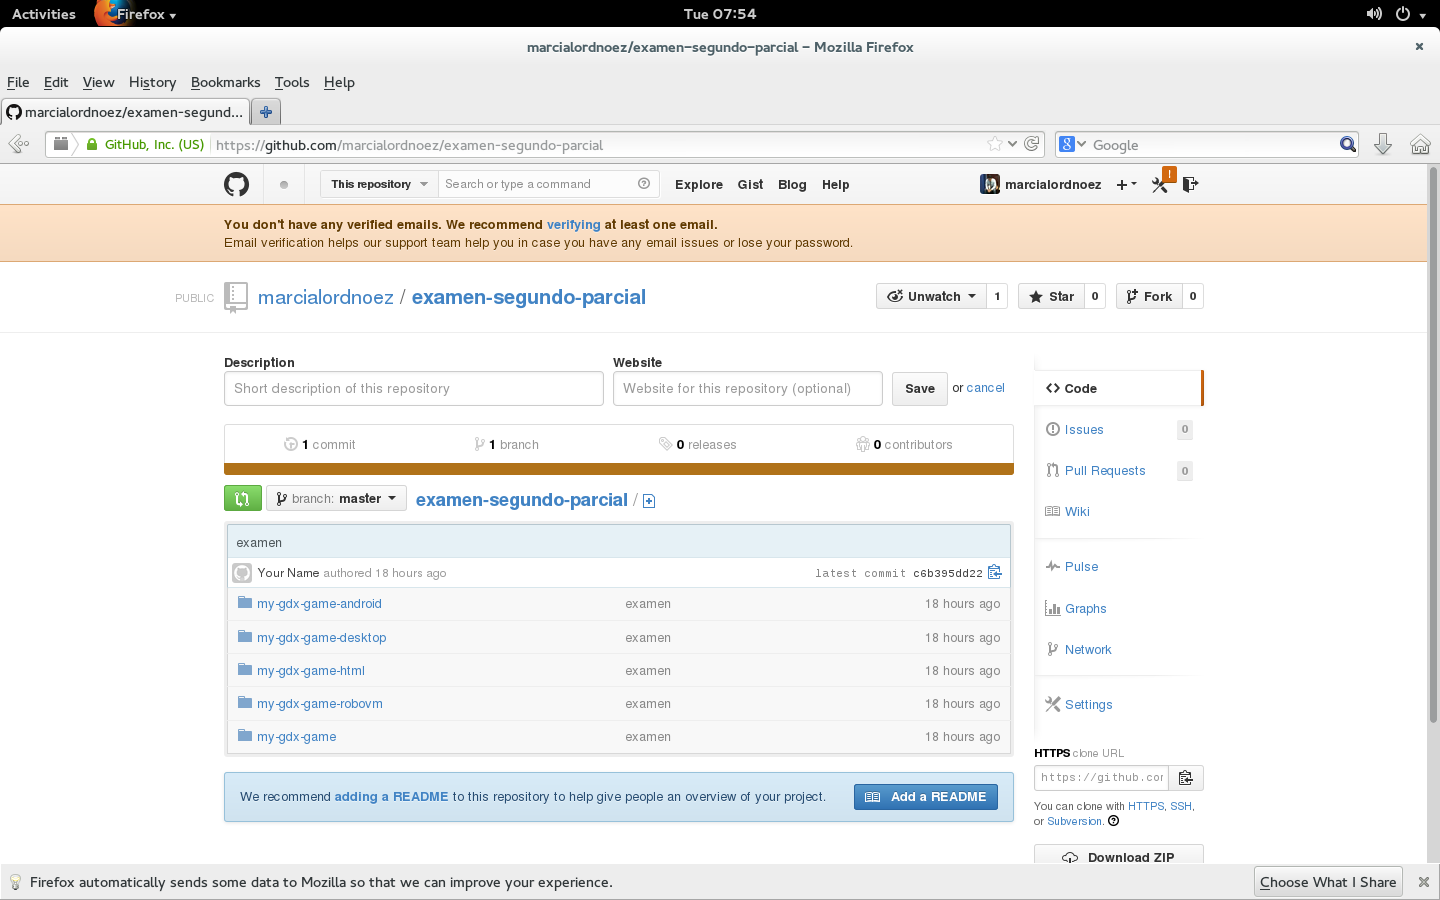 Activities Firefox Tue 07:54
marcialordnoez/examen-segundo-parcial - Mozilla Firefox
File Edit View History Bookmarks Tools Help
marcialordnoez/examen-segund...
GitHub, Inc. (US) https://github.com/marcialordnoez/examen-segundo-parcial Google
This repository Search or type a command Explore Gist Blog Help marcialordnoez
You don't have any verified emails. We recommend verifying at least one email.
Email verification helps our support team help you in case you have any email issues or lose your password.
PUBLIC marcialordnoez / examen-segundo-parcial Unwatch 1 Star 0 Fork 0
Description Website
Short description of this repository Website for this repository (optional) Save or cancel
1 commit 1 branch 0 releases 0 contributors
branch: master examen-segundo-parcial /
examen
Your Name authored 18 hours ago latest commit c6b395dd22
my-gdx-game-android examen 18 hours ago
my-gdx-game-desktop examen 18 hours ago
my-gdx-game-html examen 18 hours ago
my-gdx-game-robovm examen 18 hours ago
my-gdx-game examen 18 hours ago
We recommend adding a README to this repository to help give people an overview of your project. Add a README
Code
Issues 0
Pull Requests 0
Wiki
Pulse
Graphs
Network
Settings
HTTPS clone URL
https://github.com
You can clone with HTTPS, SSH,
or Subversion.
Download ZIP
Firefox automatically sends some data to Mozilla so that we can improve your experience. Choose What I Share